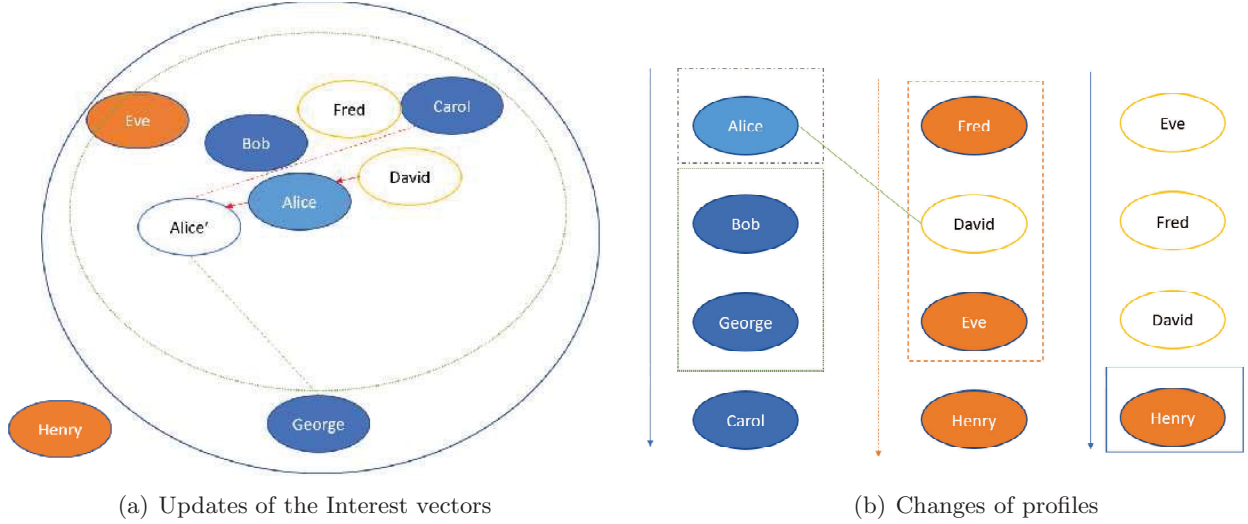 Fred
Carol
Eve
Bob
David
Alice
Alice'
Henry
George
(a) Updates of the Interest vectors
Alice
Fred
Eve
Bob
David
Fred
George
Eve
David
Carol
Henry
Henry
(b) Changes of profiles